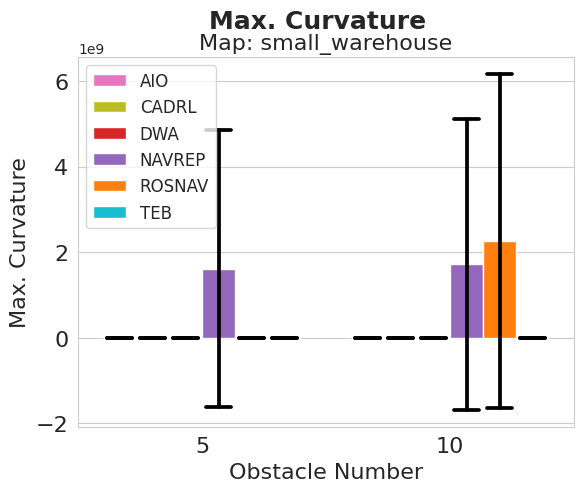 Max. Curvature
Map: small_warehouse
1e9
AIO
CADRL
DWA
NAVREP
ROSNAV
TEB
6
4
2
0
−2
Max. Curvature
5
10
Obstacle Number